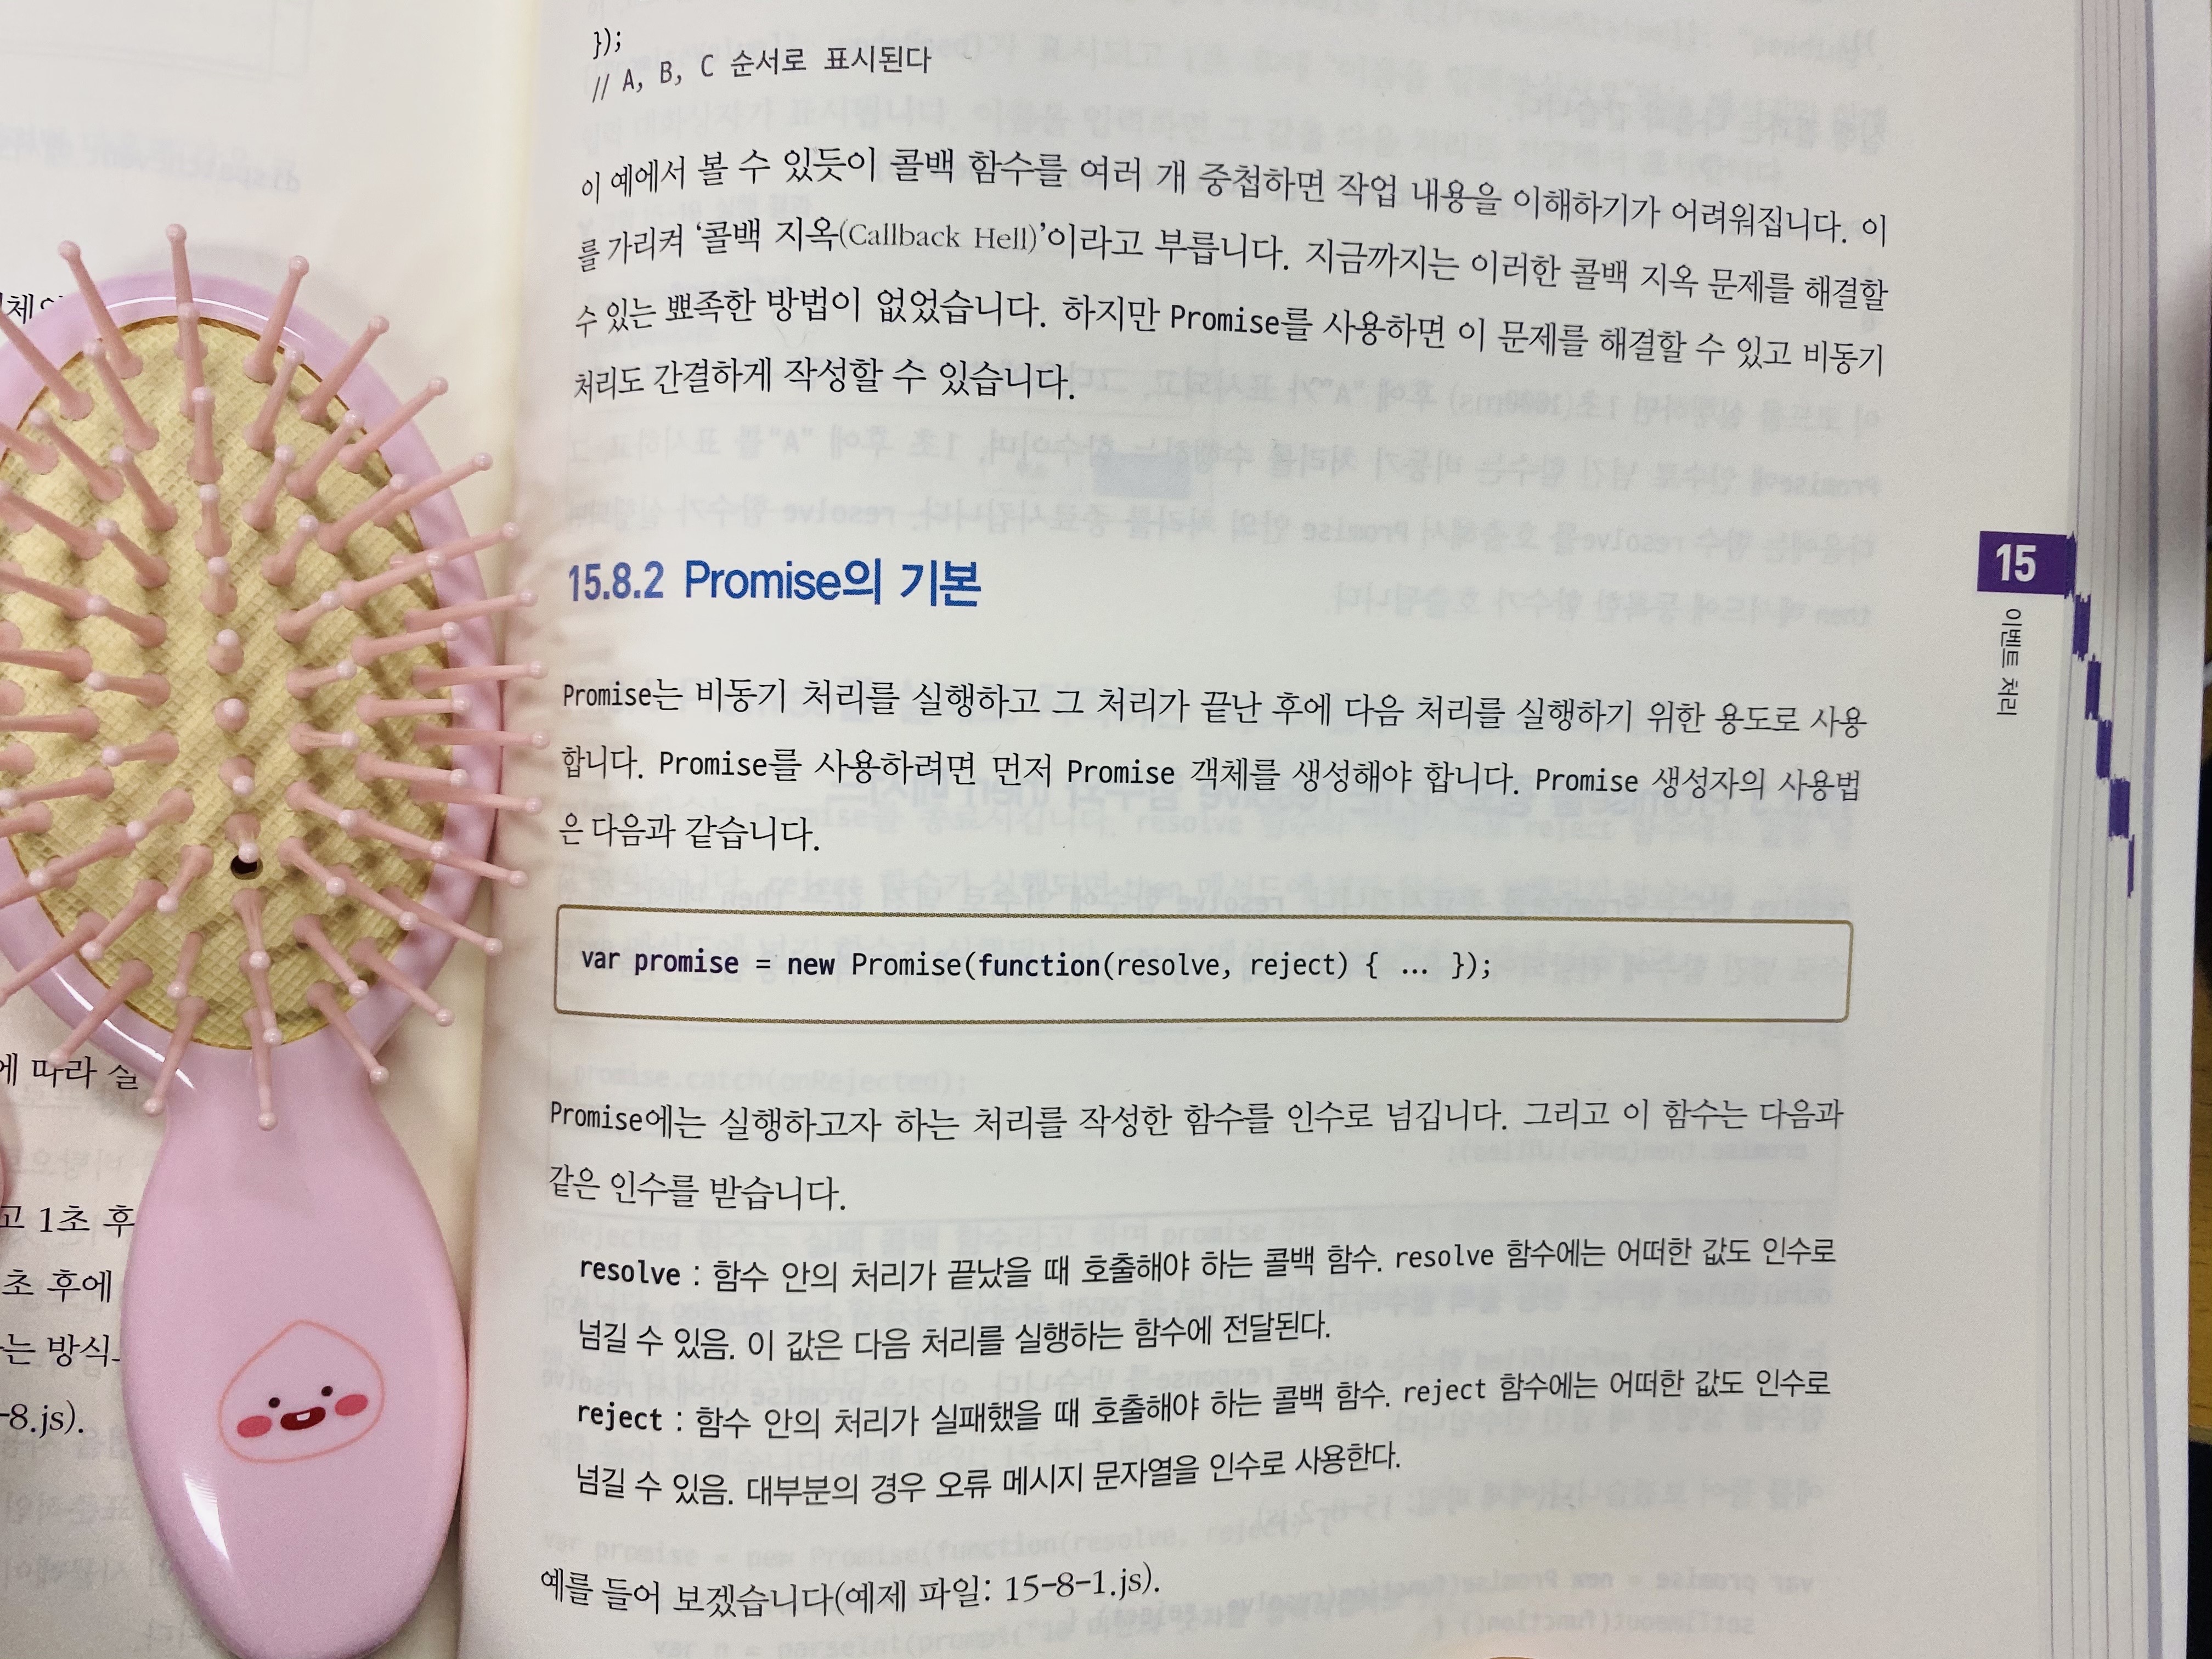 });
// A, B, C 순서로 표시된다
이 예에서 볼 수 있듯이 콜백 함수를 여러 개 중첩하면 작업 내용을 이해하기가 어려워집니다. 이
를 가리켜 ‘콜백 지옥(Callback Hell)’이라고 부릅니다. 지금까지는 이러한 콜백 지옥 문제를 해결할
수 있는 뾰족한 방법이 없었습니다. 하지만 Promise를 사용하면 이 문제를 해결할 수 있고 비동기
처리도 간결하게 작성할 수 있습니다.
15.8.2 Promise의 기본
Promise는 비동기 처리를 실행하고 그 처리가 끝난 후에 다음 처리를 실행하기 위한 용도로 사용
합니다. Promise를 사용하려면 먼저 Promise 객체를 생성해야 합니다. Promise 생성자의 사용법
은 다음과 같습니다.
var promise = new Promise(function(resolve, reject) { ... });
Promise에는 실행하고자 하는 처리를 작성한 함수를 인수로 넘깁니다. 그리고 이 함수는 다음과
같은 인수를 받습니다.
resolve : 함수 안의 처리가 끝났을 때 호출해야 하는 콜백 함수. resolve 함수에는 어떠한 값도 인수로
넘길 수 있음. 이 값은 다음 처리를 실행하는 함수에 전달된다.
reject : 함수 안의 처리가 실패했을 때 호출해야 하는 콜백 함수. reject 함수에는 어떠한 값도 인수로
넘길 수 있음. 대부분의 경우 오류 메시지 문자열을 인수로 사용한다.
예를 들어 보겠습니다(예제 파일: 15-8-1.js).
15
이벤트 처리
에 따라 실
고 1초 후
초 후에
는 방식
-8.js).